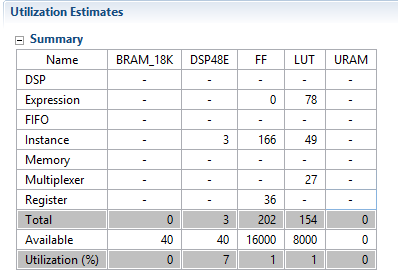 Utilization Estimates
Summary
Name BRAM_18K DSP48E FF LUT URAM
DSP - - - - -
Expression - - 0 78 -
FIFO - - - - -
Instance - 3 166 49 -
Memory - - - - -
Multiplexer - - - 27 -
Register - - 36 - -
Total 0 3 202 154 0
Available 40 40 16000 8000 0
Utilization (%) 0 7 1 1 0